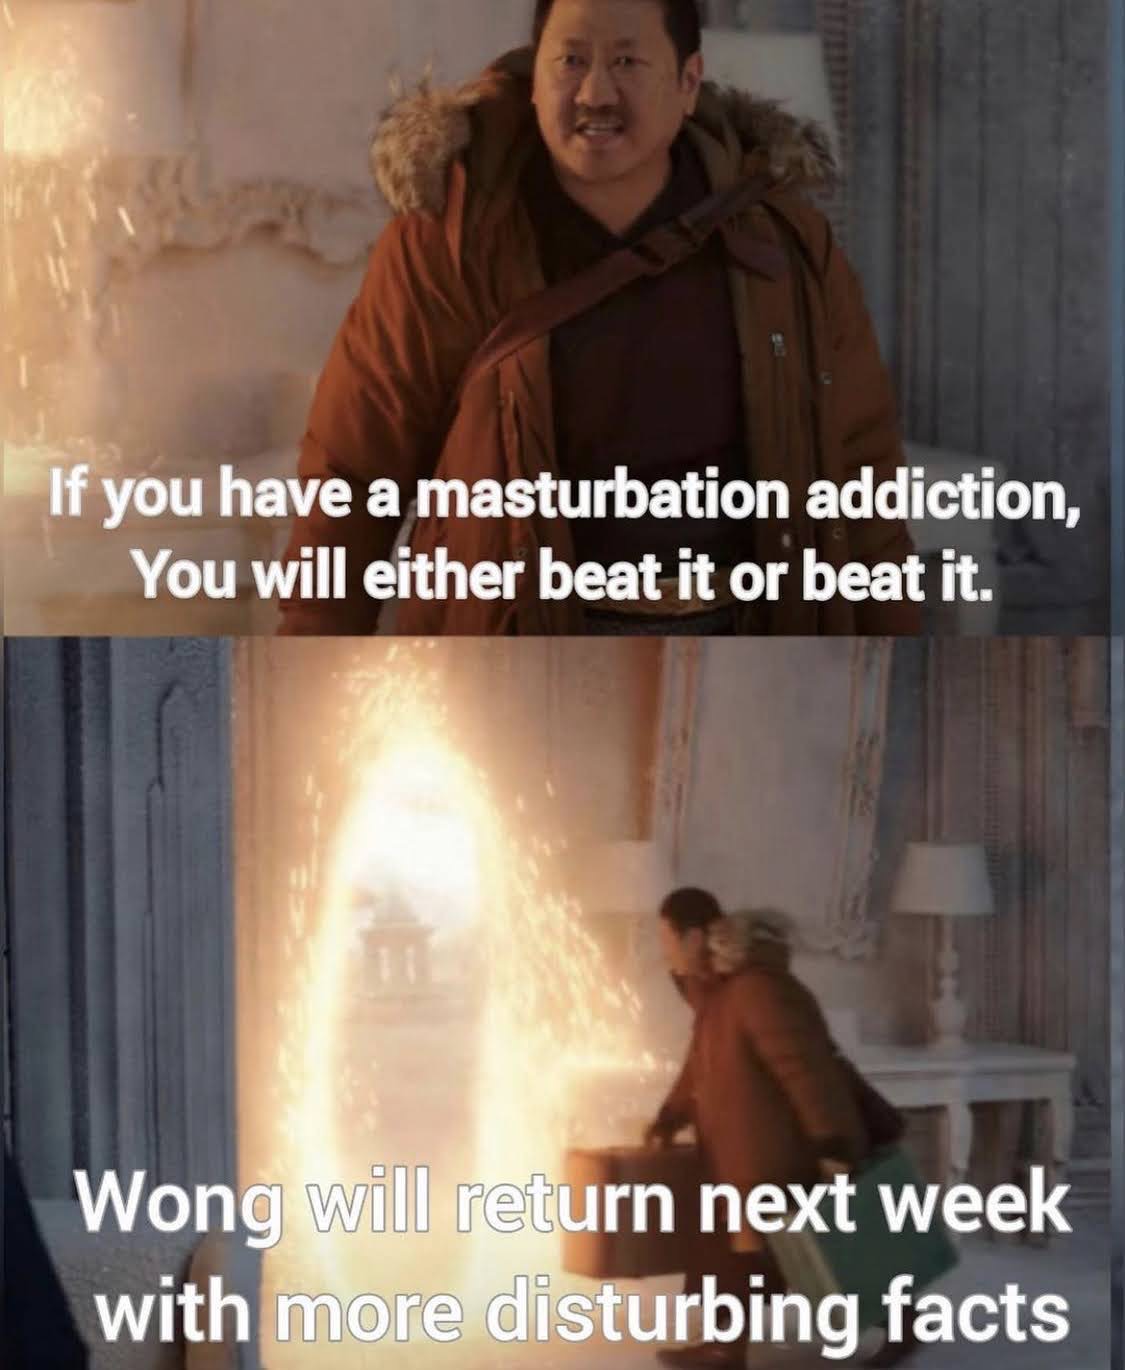 If you have a masturbation addiction,
You will either beat it or beat it.
Wong will return next week
with more disturbing facts